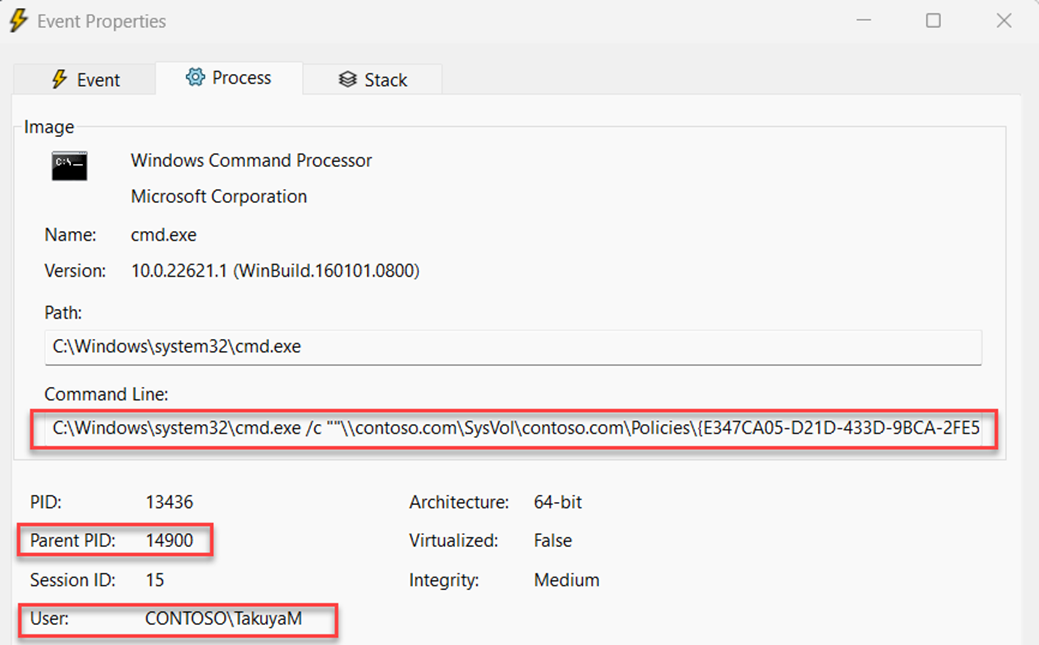 Event Properties
Event Process Stack
Image
C:\._
Windows Command Processor
Microsoft Corporation
Name: cmd.exe
Version: 10.0.22621.1 (WinBuild.160101.0800)
Path:
C:\Windows\system32\cmd.exe
Command Line:
C:\Windows\system32\cmd.exe /c ""\\contoso.com\SysVol\contoso.com\Policies\{E347CA05-D21D-433D-9BCA-2FE5
PID: 13436 Architecture: 64-bit
Parent PID: 14900 Virtualized: False
Session ID: 15 Integrity: Medium
User: CONTOSO\TakuyaM